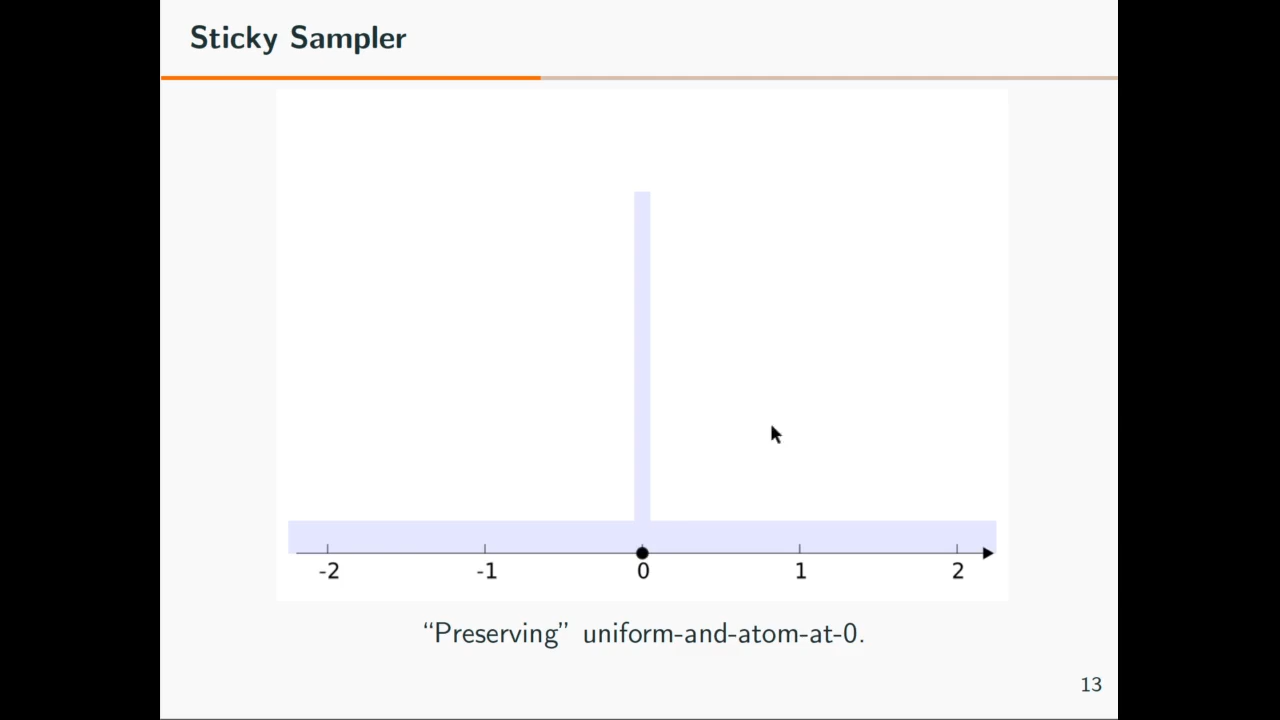 Sticky Sampler
-2 -1 0 1 2
“Preserving” uniform-and-atom-at-0.
13